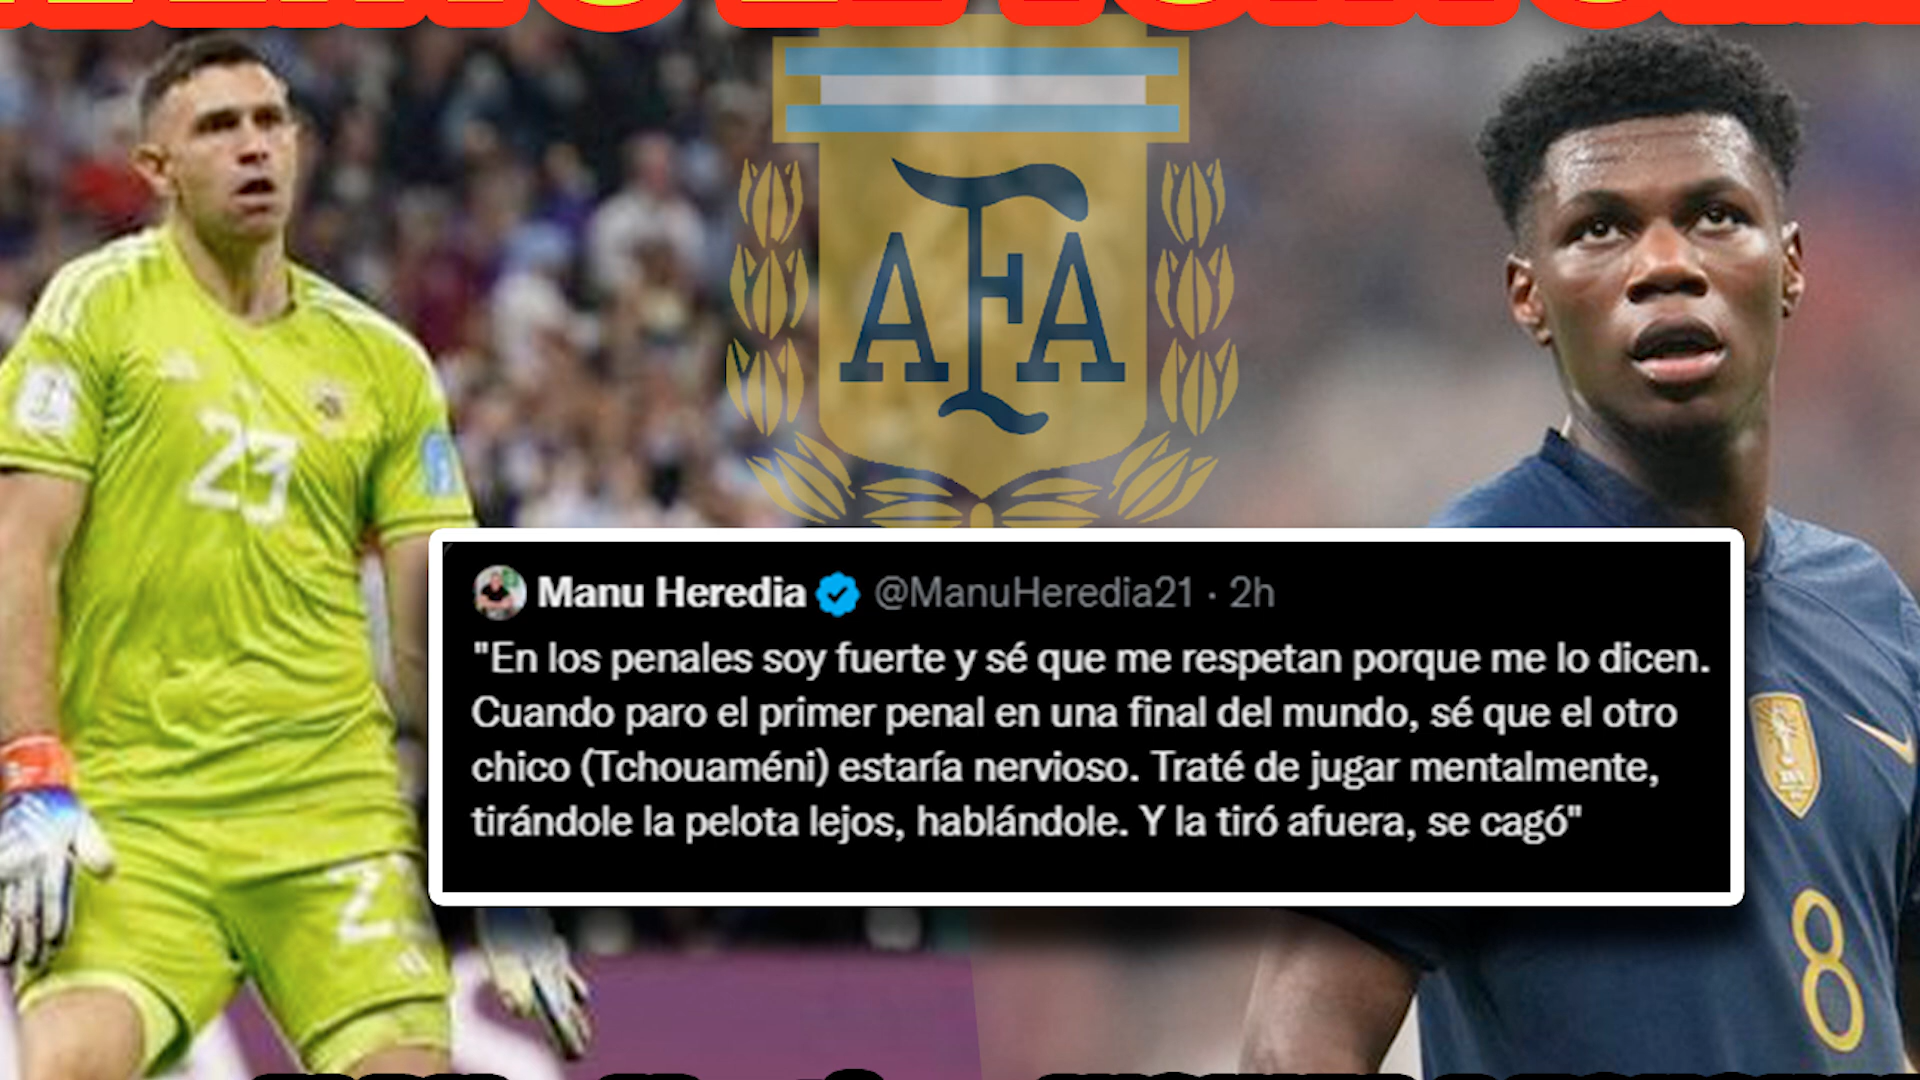 AFA
23
Manu Heredia @ManuHeredia21 · 2h
"En los penales soy fuerte y sé que me respetan porque me lo dicen.
Cuando paro el primer penal en una final del mundo, sé que el otro
chico (Tchouaméni) estaría nervioso. Traté de jugar mentalmente,
tirándole la pelota lejos, hablándole. Y la tiró afuera, se cagó"
8